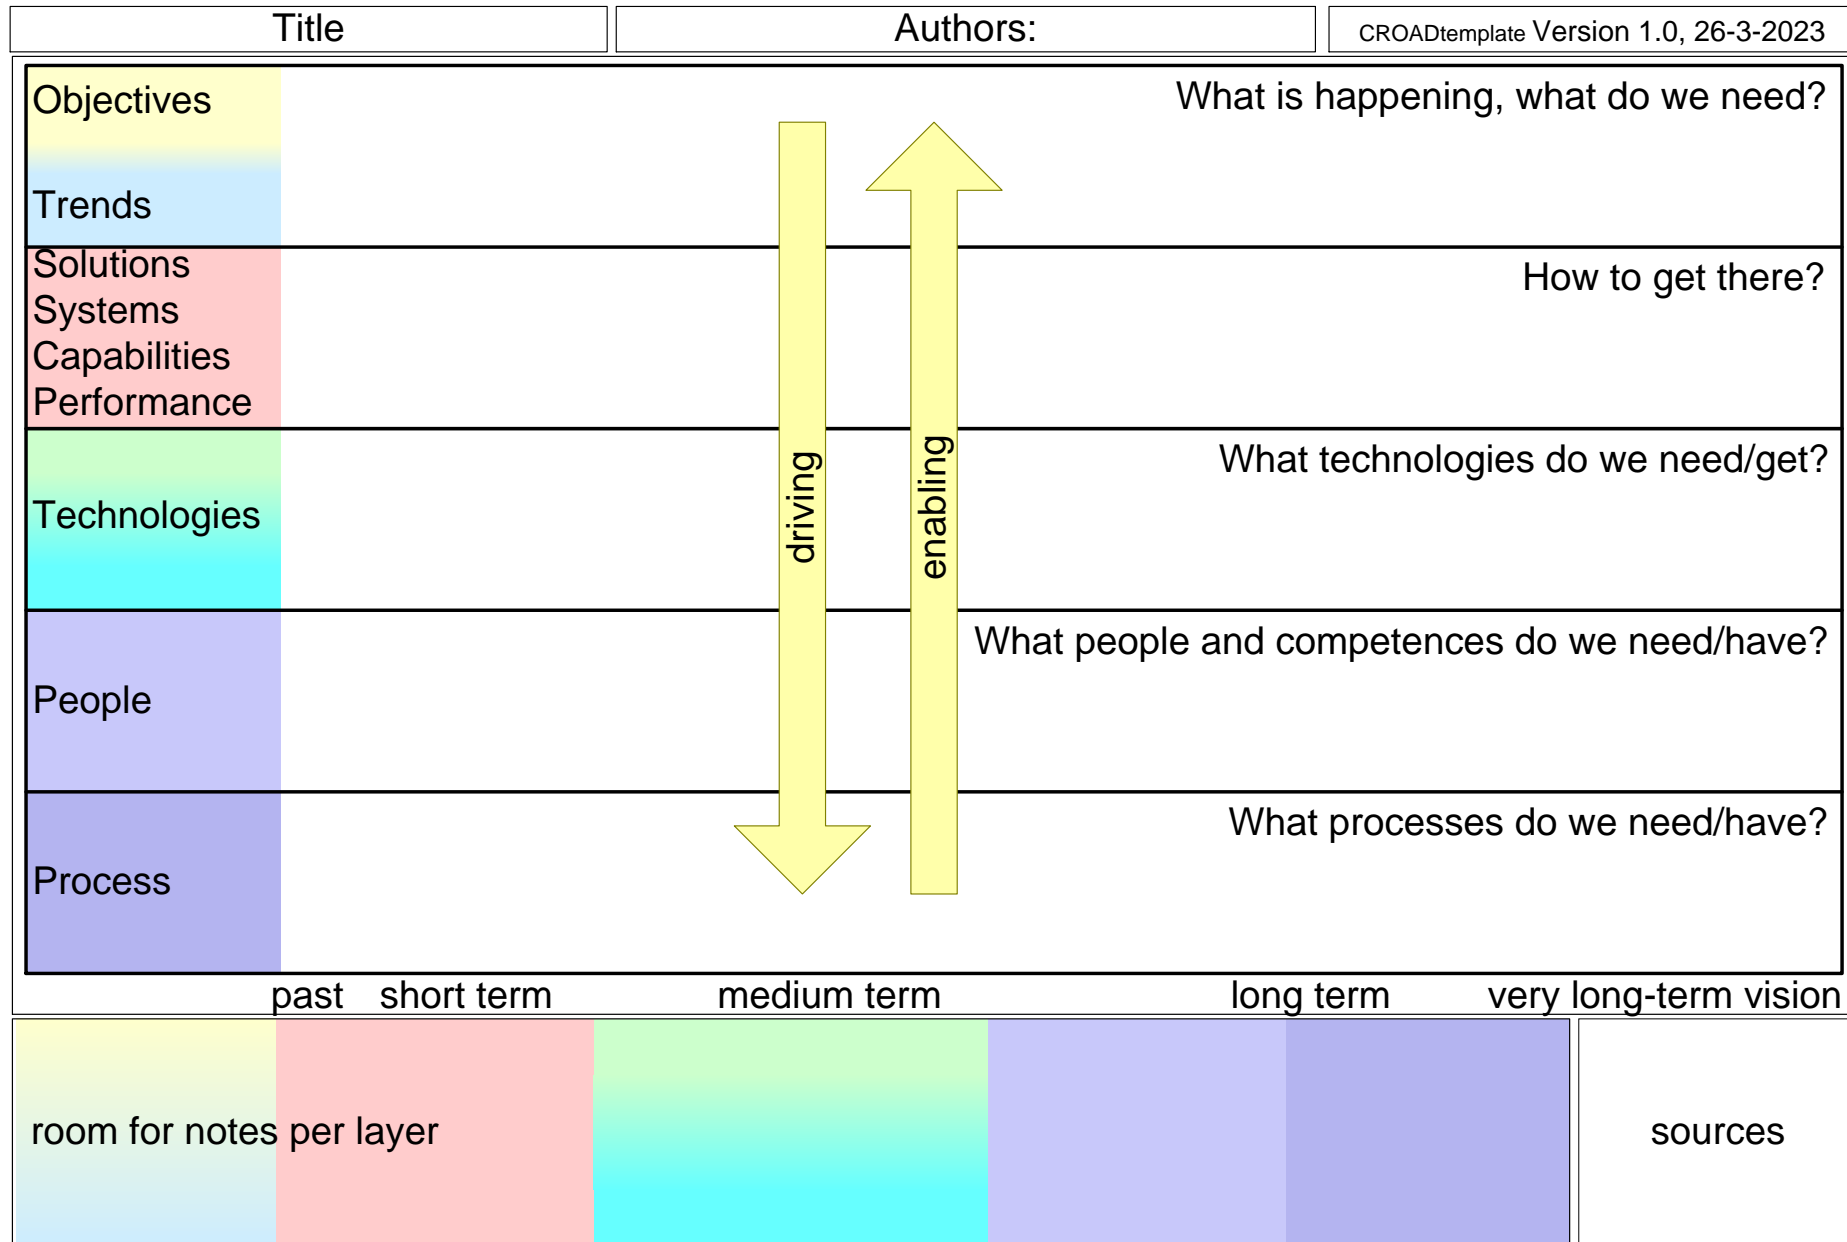 Title
Authors:
CROADtemplate Version 1.0, 26-3-2023
Objectives
What is happening, what do we need?
Trends
Solutions
Systems
Capabilities
Performance
How to get there?
Technologies
What technologies do we need/get?
driving
enabling
People
What people and competences do we need/have?
Process
What processes do we need/have?
past short term medium term long term very long-term vision
room for notes per layer
sources